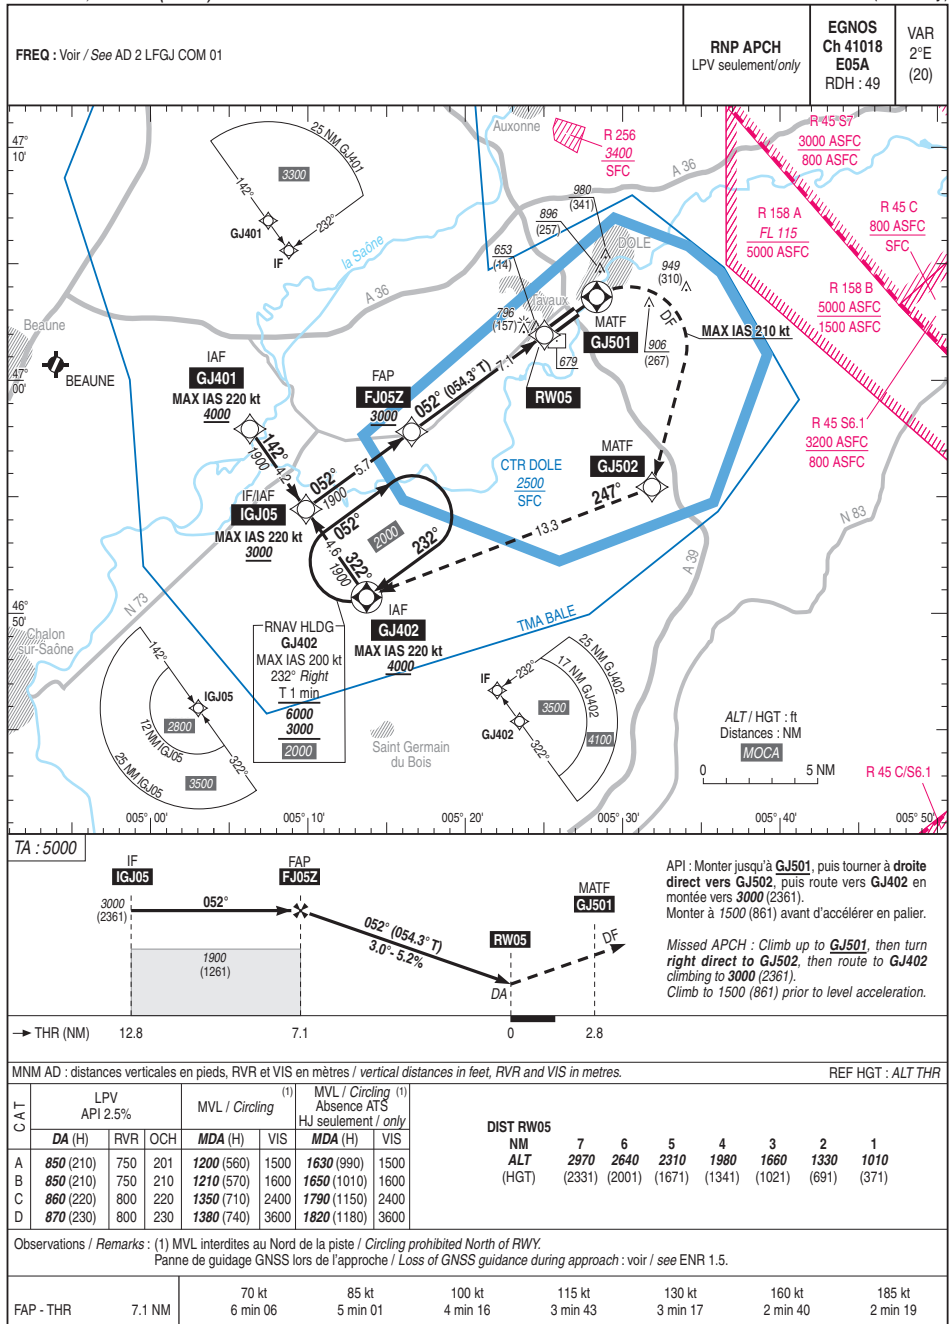 FREQ : Voir / See AD 2 LFGJ COM 01
RNP APCH
LPV seulement/only
EGNOS
Ch 41018
E05A
RDH : 49
VAR
2°E
(20)
47°
10'
25 NM GJ401
3300
142°
232°
GJ401
IF
Auxonne
R 256
3400
SFC
R 45 S7
3000 ASFC
800 ASFC
A 36
R 158 A
FL 115
5000 ASFC
R 45 C
800 ASFC
SFC
980
(341)
896
(257)
653
(14)
DOLE
949
(310)
la Saône
A 36
Tavaux
796
(157)
R 158 B
5000 ASFC
1500 ASFC
DF
MAX IAS 210 kt
MATF
GJ501
906
(267)
679
RW05
Beaune
BEAUNE
47°
00'
IAF
GJ401
MAX IAS 220 kt
4000
FAP
FJ05Z
3000
052° (054.3° T)
7.1
R 45 S6.1
3200 ASFC
800 ASFC
142°
1900
4.2
052°
5.7
1900
MATF
GJ502
CTR DOLE
2500
SFC
247°
13.3
IF/IAF
IGJ05
MAX IAS 220 kt
3000
052°
2000
232°
4.6
322°
1900
N 83
A 39
N 73
46°
50'
IAF
GJ402
MAX IAS 220 kt
4000
TMA BALE
Chalon
sur-Saône
RNAV HLDG
GJ402
MAX IAS 200 kt
232° Right
T 1 min
6000
3000
2000
142°
IGJ05
2800
12 NM IGJ05
322°
3500
25 NM IGJ05
Saint Germain
du Bois
25 NM GJ402
17 NM GJ402
IF
232°
3500
GJ402
4100
322°
ALT / HGT : ft
Distances : NM
MOCA
0 5 NM
R 45 C/S6.1
005° 00' 005° 10' 005° 20' 005° 30' 005° 40' 005° 50'
TA : 5000
IF
IGJ05
FAP
FJ05Z
3000
(2361)
052°
052° (054.3° T)
3.0°- 5.2%
1900
(1261)
RW05
DA
MATF
GJ501
DF
API : Monter jusqu'à GJ501, puis tourner à droite
direct vers GJ502, puis route vers GJ402 en
montée vers 3000 (2361).
Monter à 1500 (861) avant d'accélérer en palier.
Missed APCH : Climb up to GJ501, then turn
right direct to GJ502, then route to GJ402
climbing to 3000 (2361).
Climb to 1500 (861) prior to level acceleration.
THR (NM) 12.8 7.1 0 2.8
MNM AD : distances verticales en pieds, RVR et VIS en mètres / vertical distances in feet, RVR and VIS in metres. REF HGT : ALT THR
CAT
LPV
API 2.5%
MVL / Circling (1)
MVL / Circling (1)
Absence ATS
HJ seulement / only
DA (H) RVR OCH MDA (H) VIS MDA (H) VIS
A 850 (210) 750 201 1200 (560) 1500 1630 (990) 1500
B 850 (210) 750 210 1210 (570) 1600 1650 (1010) 1600
C 860 (220) 800 220 1350 (710) 2400 1790 (1150) 2400
D 870 (230) 800 230 1380 (740) 3600 1820 (1180) 3600
DIST RW05
NM 7 6 5 4 3 2 1
ALT 2970 2640 2310 1980 1660 1330 1010
(HGT) (2331) (2001) (1671) (1341) (1021) (691) (371)
Observations / Remarks : (1) MVL interdites au Nord de la piste / Circling prohibited North of RWY.
Panne de guidage GNSS lors de l'approche / Loss of GNSS guidance during approach : voir / see ENR 1.5.
70 kt 85 kt 100 kt 115 kt 130 kt 160 kt 185 kt
FAP - THR 7.1 NM 6 min 06 5 min 01 4 min 16 3 min 43 3 min 17 2 min 40 2 min 19